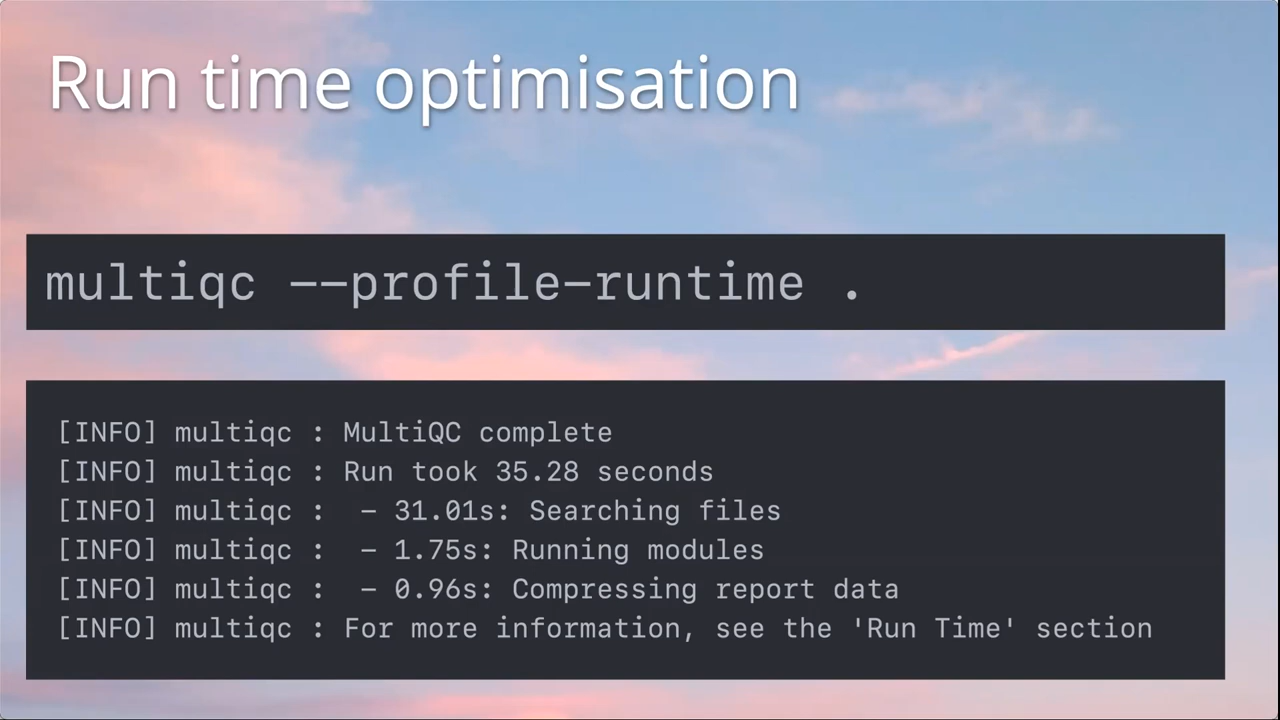 Run time optimisation
multiqc --profile-runtime .
[INFO] multiqc : MultiQC complete
[INFO] multiqc : Run took 35.28 seconds
[INFO] multiqc :  - 31.01s: Searching files
[INFO] multiqc :  - 1.75s: Running modules
[INFO] multiqc :  - 0.96s: Compressing report data
[INFO] multiqc : For more information, see the 'Run Time' section